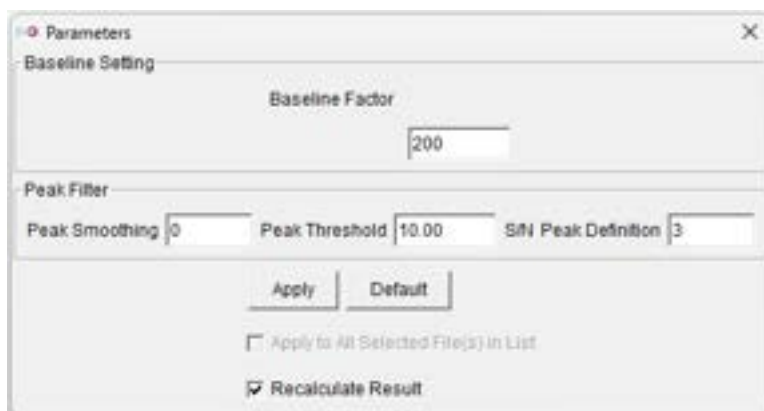 Parameters
Baseline Setting
Baseline Factor
200
Peak Filter
Peak Smoothing 0 Peak Threshold 10.00 S/N Peak Definition 3
Apply Default
Apply to All Selected File(s) in List
Recalculate Result